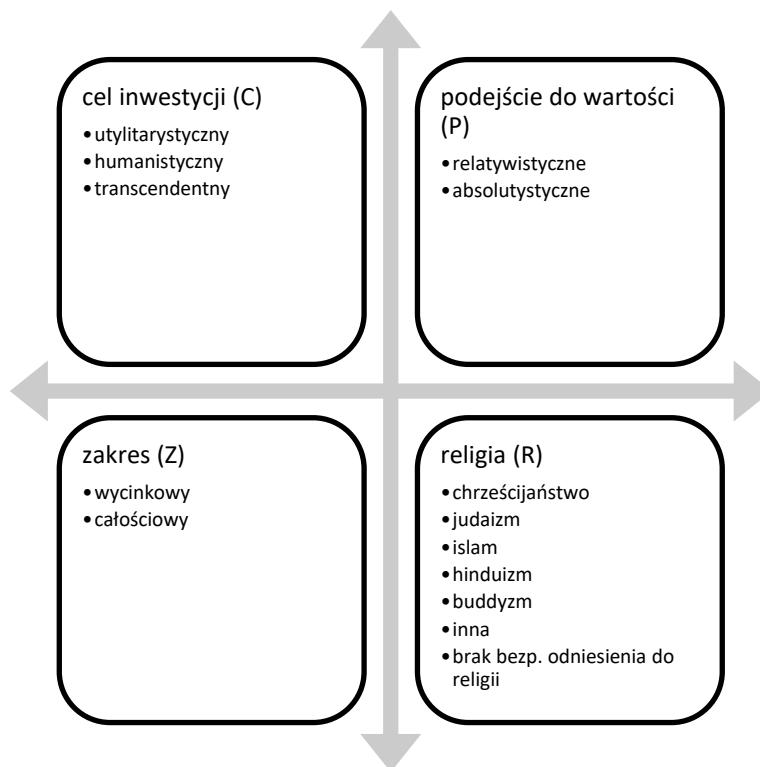 cel inwestycji (C)
•utylitarystyczny
•humanistyczny
•transcendentny
podejście do wartości
(P)
•relatywistyczne
•absolutystyczne
zakres (Z)
•wycinkowy
•całościowy
religia (R)
•chrześcijaństwo
•judaizm
•islam
•hinduizm
•buddyzm
•inna
•brak bezp. odniesienia do
religii